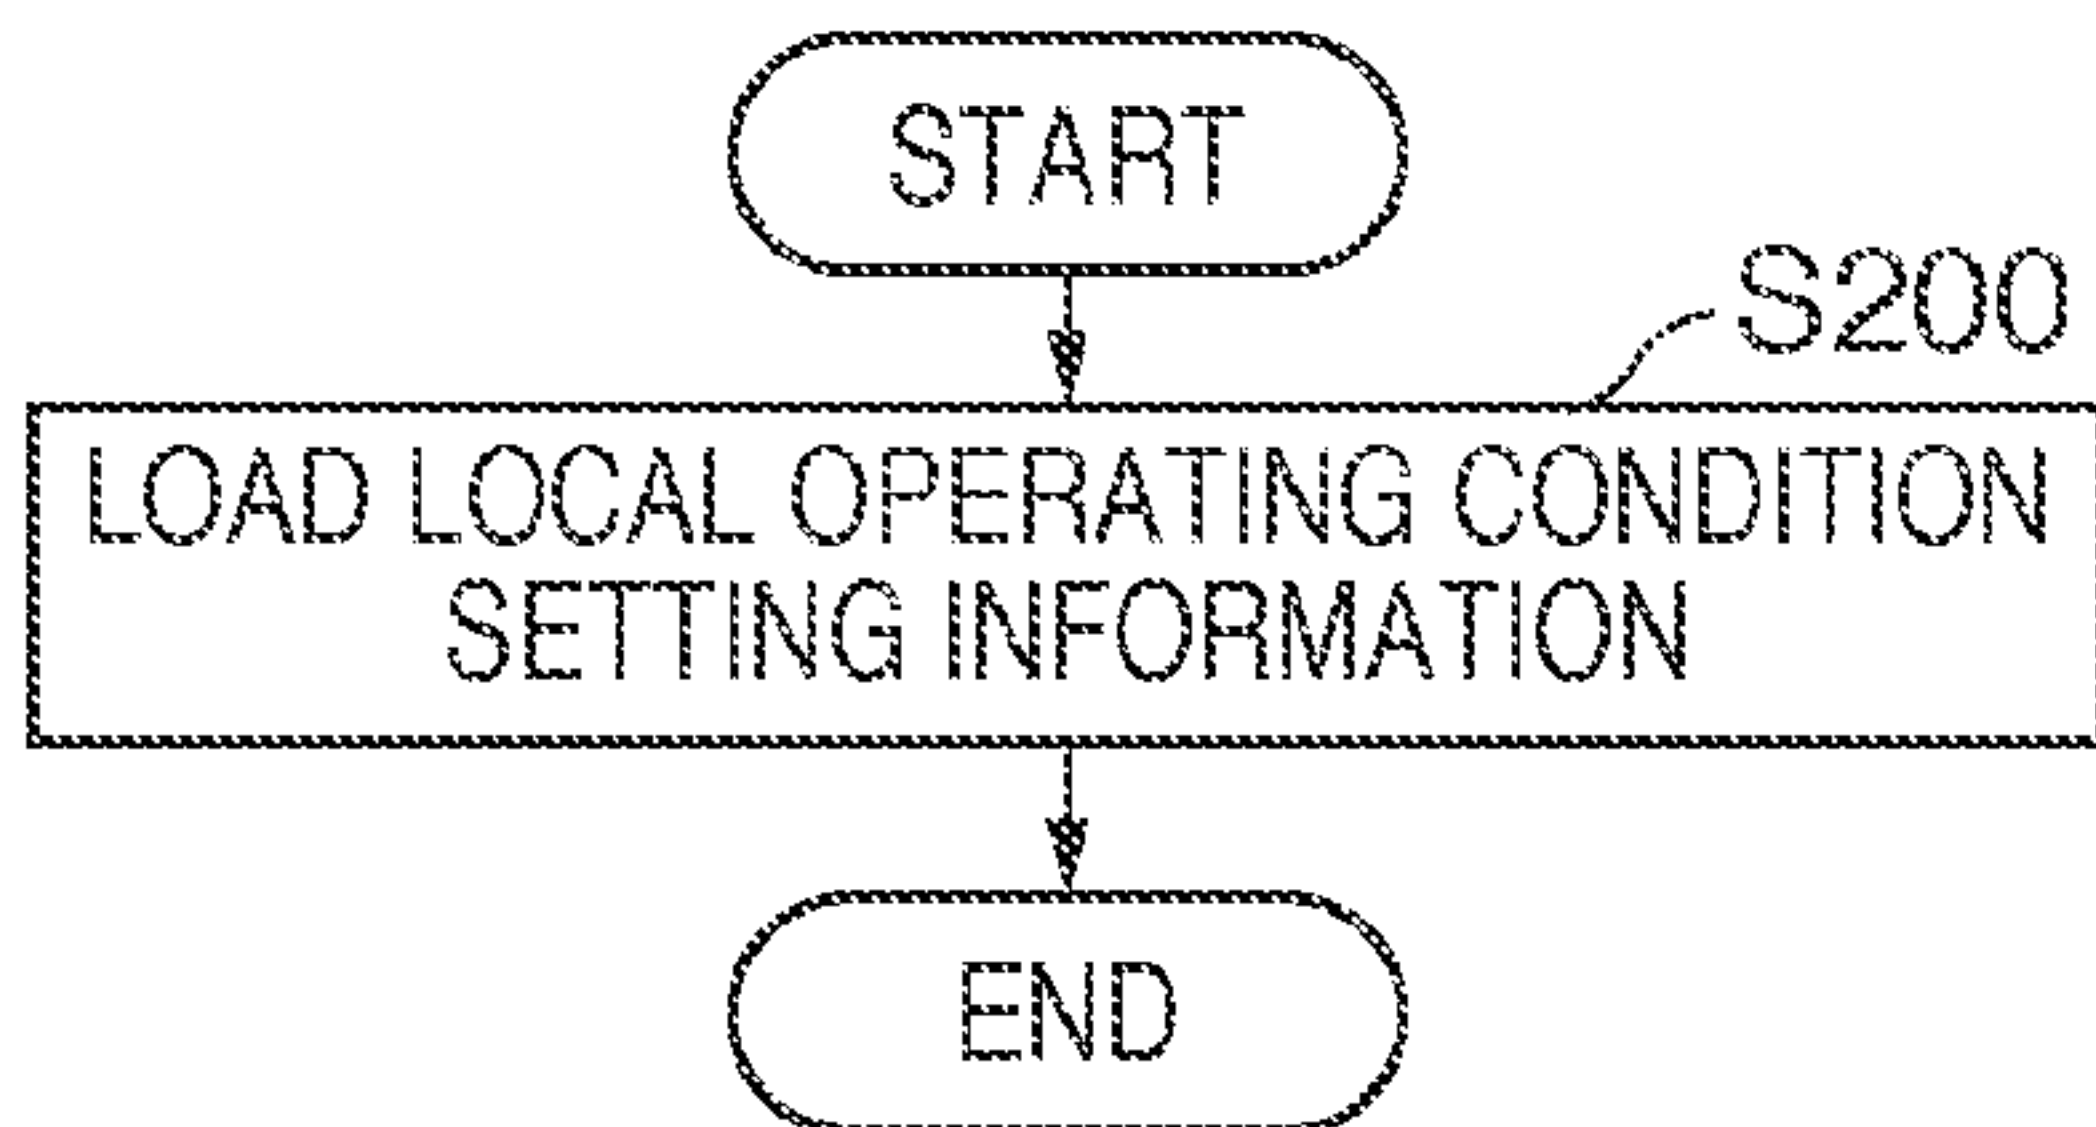 START
S200
LOAD LOCAL OPERATING CONDITION
SETTING INFORMATION
END